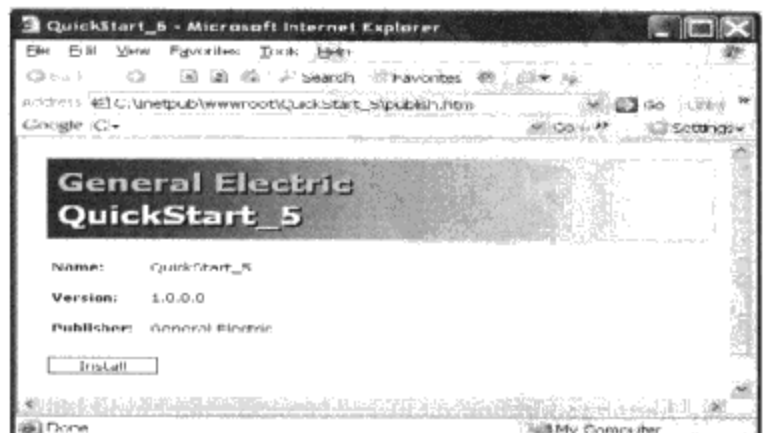 QuickStart_5 - Microsoft Internet Explorer
File Edit View Favorites Tools Help
Search Favorites
Address C:\Inetpub\wwwroot\QuickStart_5\publish.htm Go Links »
Google G▾ Go Settings▾
General Electric
QuickStart_5
Name: QuickStart_5
Version: 1.0.0.0
Publisher: General Electric
Install
Done My Computer